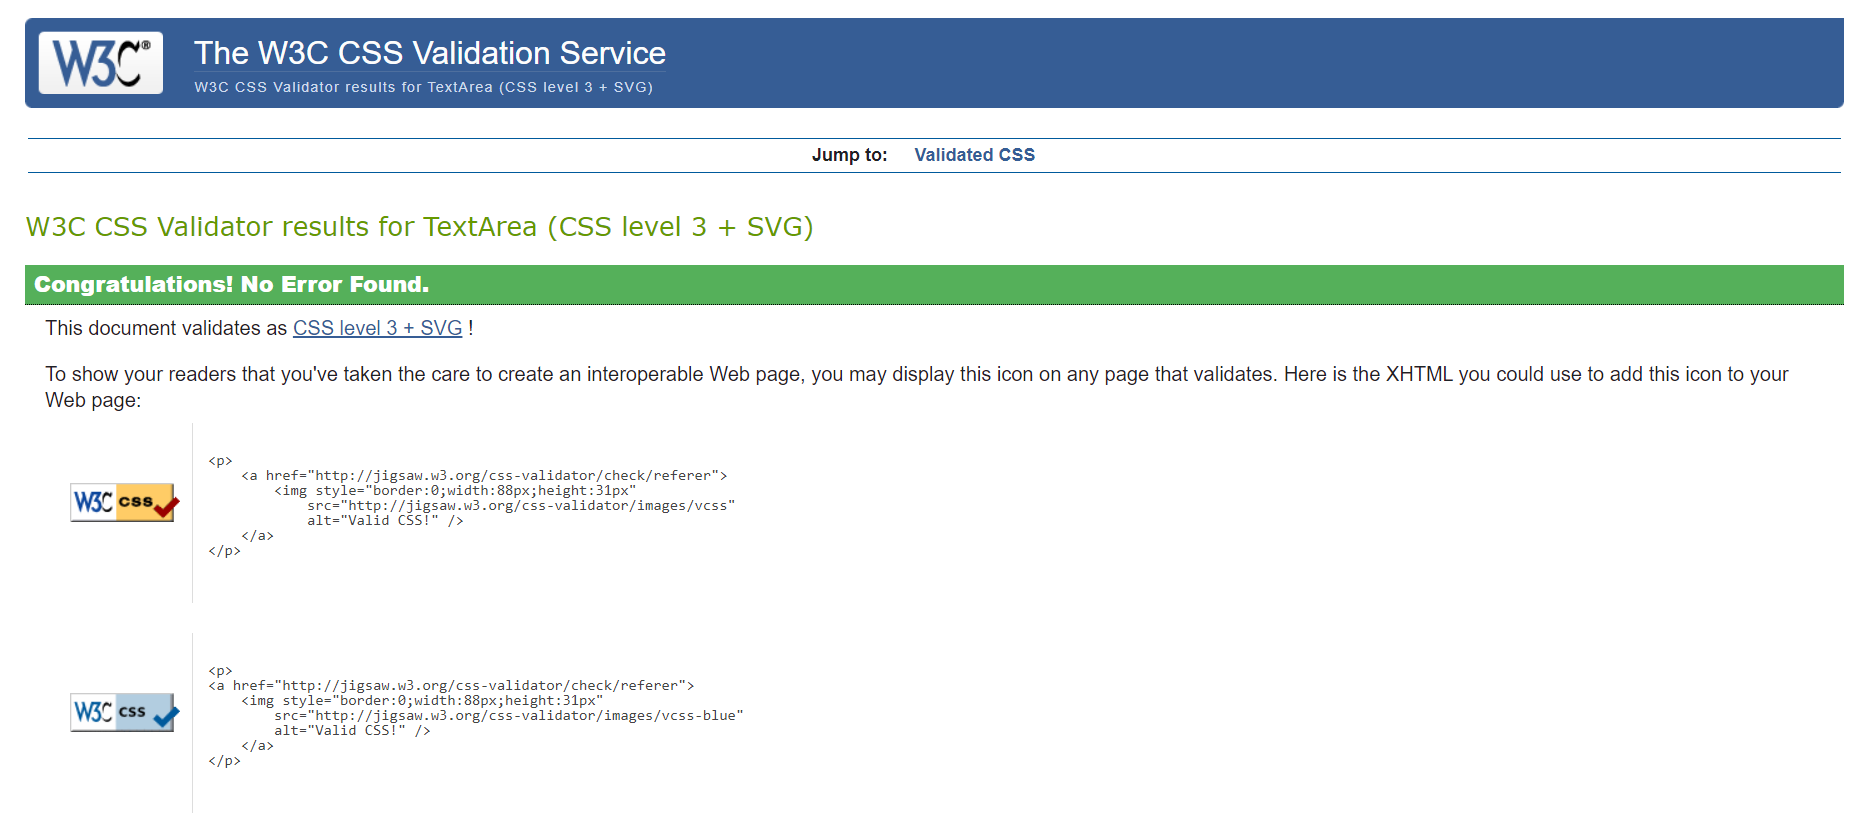 W3C®
The W3C CSS Validation Service
W3C CSS Validator results for TextArea (CSS level 3 + SVG)
Jump to: Validated CSS
W3C CSS Validator results for TextArea (CSS level 3 + SVG)
Congratulations! No Error Found.
This document validates as CSS level 3 + SVG !
To show your readers that you've taken the care to create an interoperable Web page, you may display this icon on any page that validates. Here is the XHTML you could use to add this icon to your
Web page:
W3C css
<p>
    <a href="http://jigsaw.w3.org/css-validator/check/referer">
        <img style="border:0;width:88px;height:31px"
            src="http://jigsaw.w3.org/css-validator/images/vcss"
            alt="Valid CSS!" />
    </a>
</p>
W3C css
<p>
<a href="http://jigsaw.w3.org/css-validator/check/referer">
    <img style="border:0;width:88px;height:31px"
        src="http://jigsaw.w3.org/css-validator/images/vcss-blue"
        alt="Valid CSS!" />
    </a>
</p>